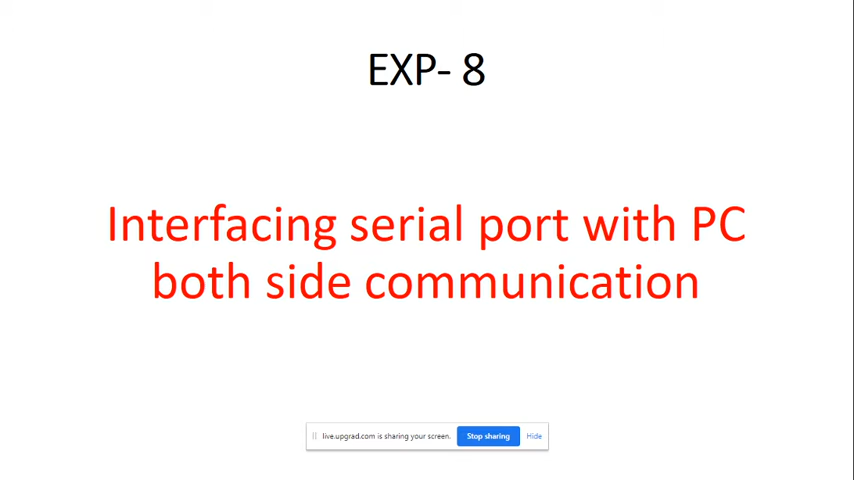 EXP- 8
Interfacing serial port with PC
both side communication
live.upgrad.com is sharing your screen. Stop sharing Hide